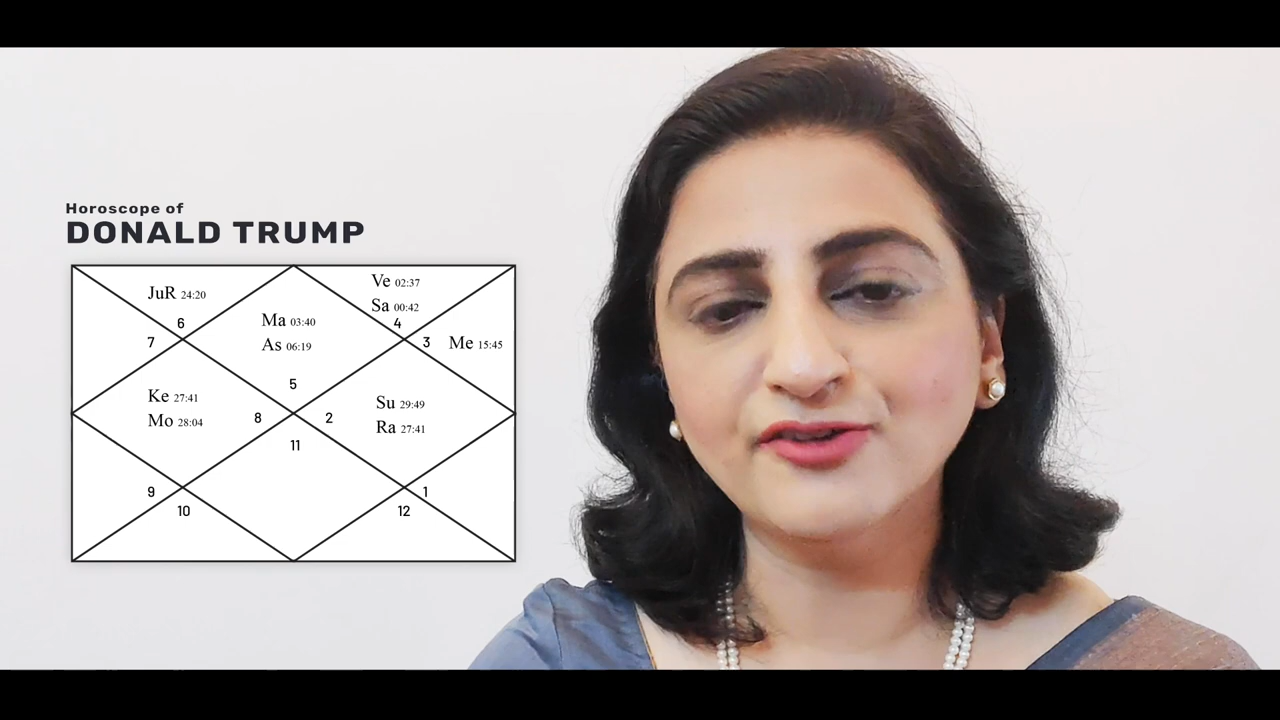 Horoscope of
DONALD TRUMP
JuR 24:20
6
7
Ma 03:40
As 06:19
5
Ve 02:37
Sa 00:42
4
3
Me 15:45
Ke 27:41
Mo 28:04
8
2
Su 29:49
Ra 27:41
11
9
10
1
12